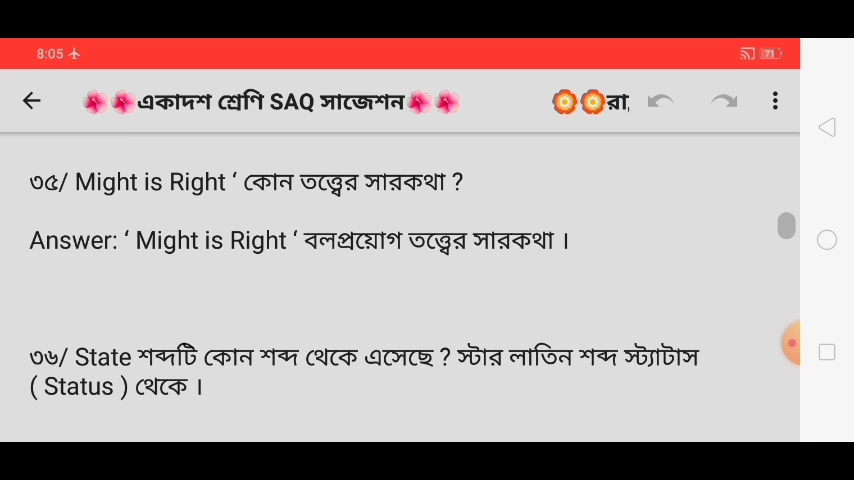 8:05
71
একাদশ শ্রেণি SAQ সাজেশন
রা
৩৫/ Might is Right ‘ কোন তত্ত্বের সারকথা ?
Answer: ‘ Might is Right ‘ বলপ্রয়োগ তত্ত্বের সারকথা ।
৩৬/ State শব্দটি কোন শব্দ থেকে এসেছে ? স্টার লাতিন শব্দ স্ট্যাটাস
( Status ) থেকে ।